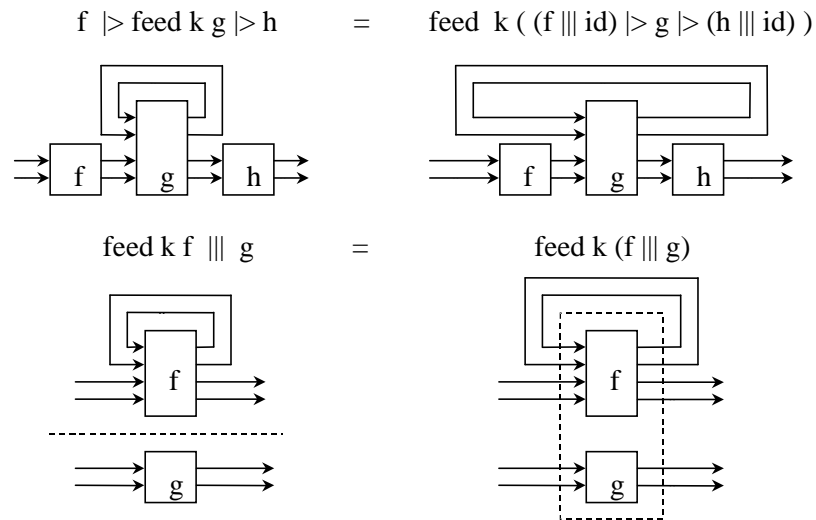 f |> feed k g |> h = feed k ( (f ||| id) |> g |> (h ||| id) )
f g h f g h
feed k f ||| g = feed k (f ||| g)
f f
g g